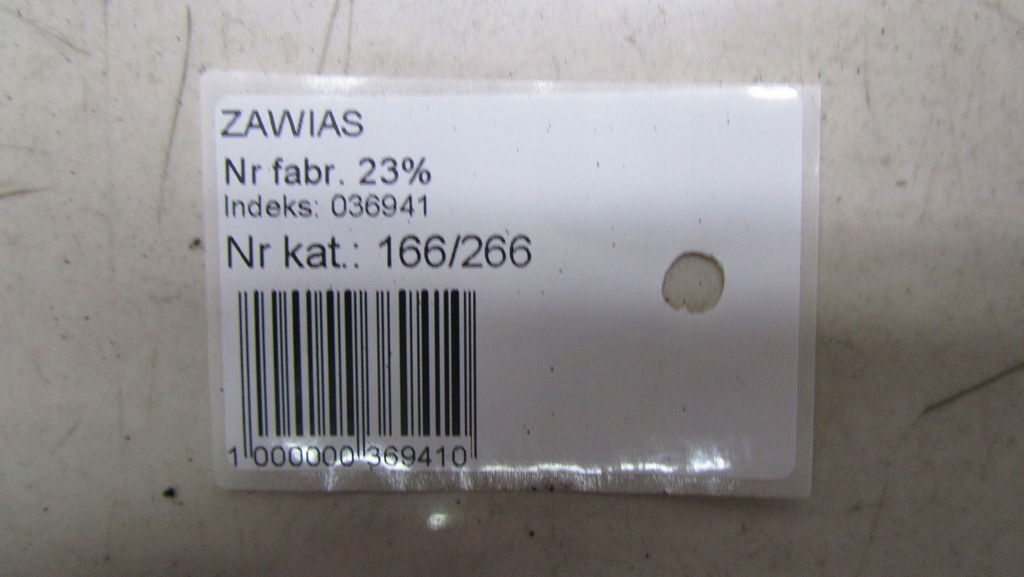 ZAWIAS
Nr fabr. 23%
Indeks: 036941
Nr kat.: 166/266
1 000000 369410